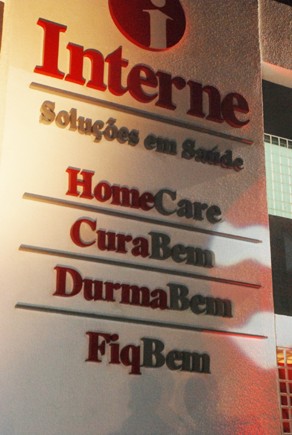 i
Interne
Soluções em Saúde
HomeCare
CuraBem
DurmaBem
FiqBem